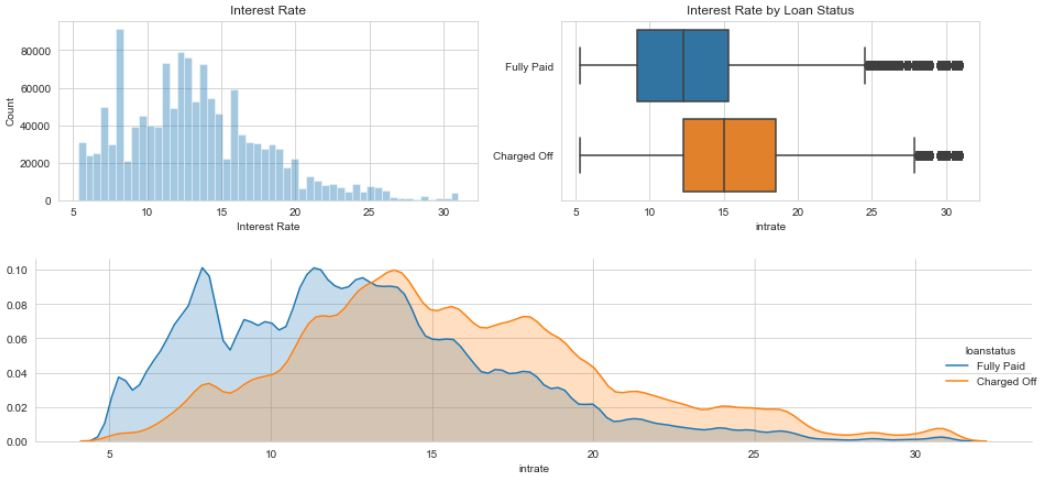 Interest Rate
80000
60000
40000
20000
0
Count
5 10 15 20 25 30
Interest Rate
Interest Rate by Loan Status
Fully Paid
Charged Off
5 10 15 20 25 30
intrate
0.10
0.08
0.06
0.04
0.02
0.00
5 10 15 20 25 30
intrate
loanstatus
Fully Paid
Charged Off